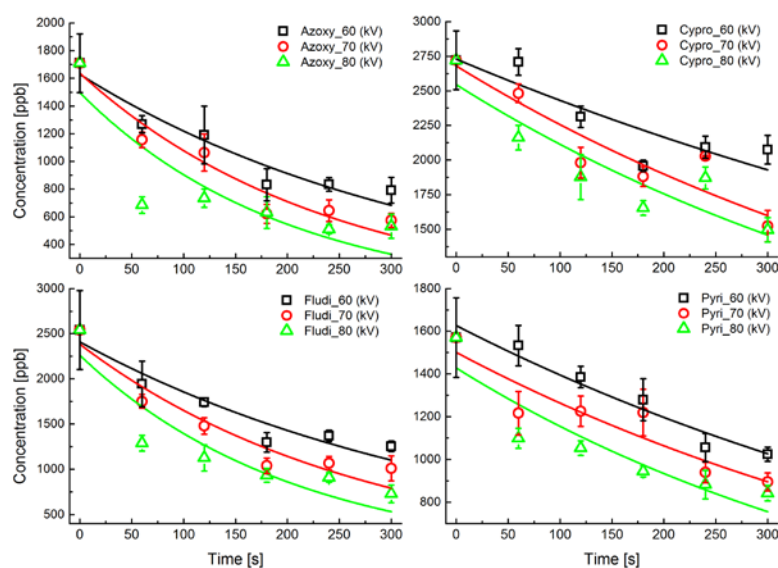 2000
1800
1600
1400
1200
1000
800
600
400
Concentration [ppb]
Azoxy_60 (kV)
Azoxy_70 (kV)
Azoxy_80 (kV)
0 50 100 150 200 250 300
3000
2750
2500
2250
2000
1750
1500
Cypro_60 (kV)
Cypro_70 (kV)
Cypro_80 (kV)
0 50 100 150 200 250 300
3000
2500
2000
1500
1000
500
Concentration [ppb]
Fludi_60 (kV)
Fludi_70 (kV)
Fludi_80 (kV)
0 50 100 150 200 250 300
Time [s]
1800
1600
1400
1200
1000
800
Pyri_60 (kV)
Pyri_70 (kV)
Pyri_80 (kV)
0 50 100 150 200 250 300
Time [s]